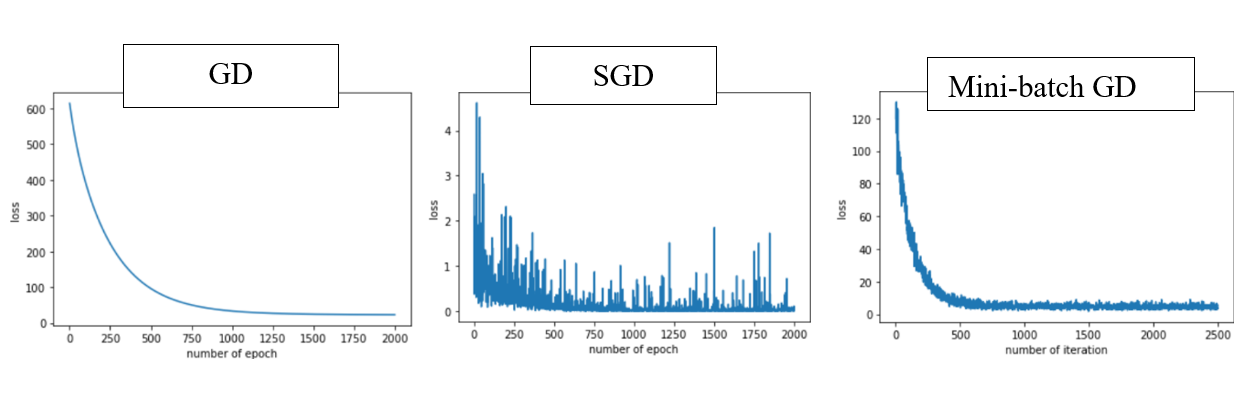 GD
600
500
400
300
200
100
0
loss
0 250 500 750 1000 1250 1500 1750 2000
number of epoch
SGD
4
3
2
1
0
loss
0 250 500 750 1000 1250 1500 1750 2000
number of epoch
Mini-batch GD
120
100
80
60
40
20
0
loss
0 500 1000 1500 2000 2500
number of iteration